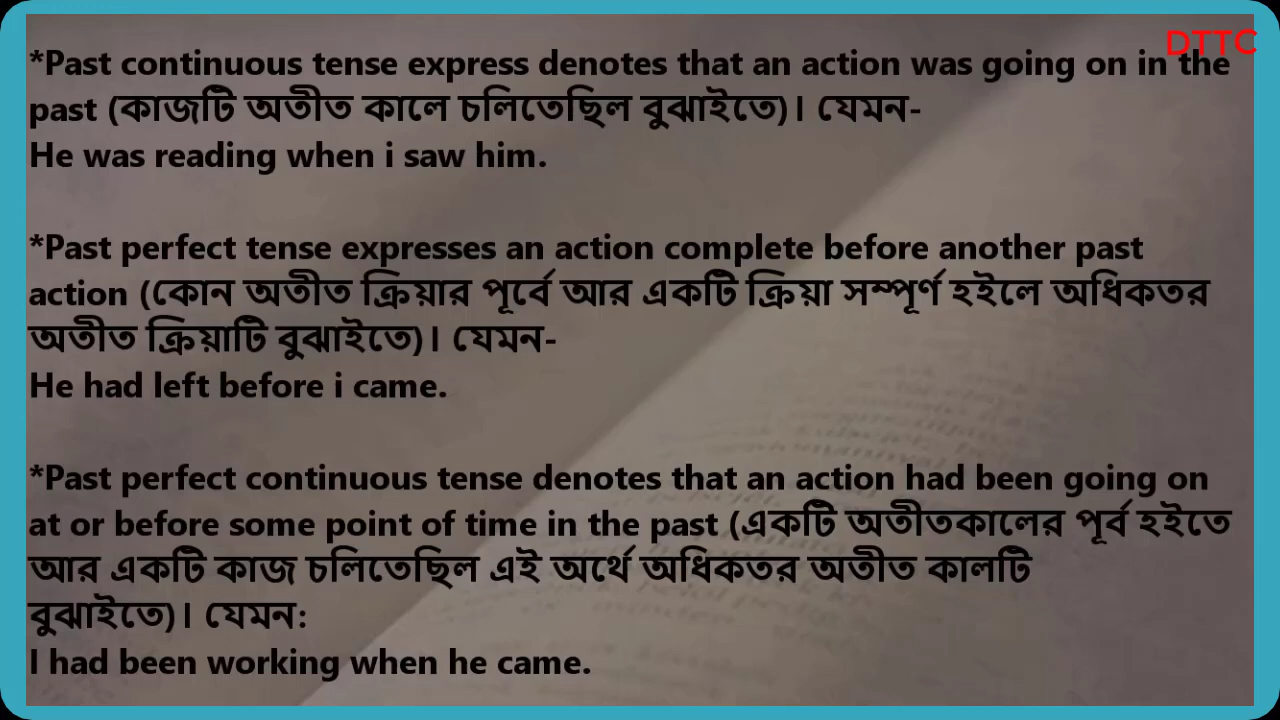 DTTC
*Past continuous tense express denotes that an action was going on in the
past (কাজটি অতীত কালে চলিতেছিল বুঝাইতে)। যেমন-
He was reading when i saw him.
*Past perfect tense expresses an action complete before another past
action (কোন অতীত ক্রিয়ার পূর্বে আর একটি ক্রিয়া সম্পূর্ণ হইলে অধিকতর
অতীত ক্রিয়াটি বুঝাইতে)। যেমন-
He had left before i came.
*Past perfect continuous tense denotes that an action had been going on
at or before some point of time in the past (একটি অতীতকালের পূর্ব হইতে
আর একটি কাজ চলিতেছিল এই অর্থে অধিকতর অতীত কালটি
বুঝাইতে)। যেমন:
I had been working when he came.